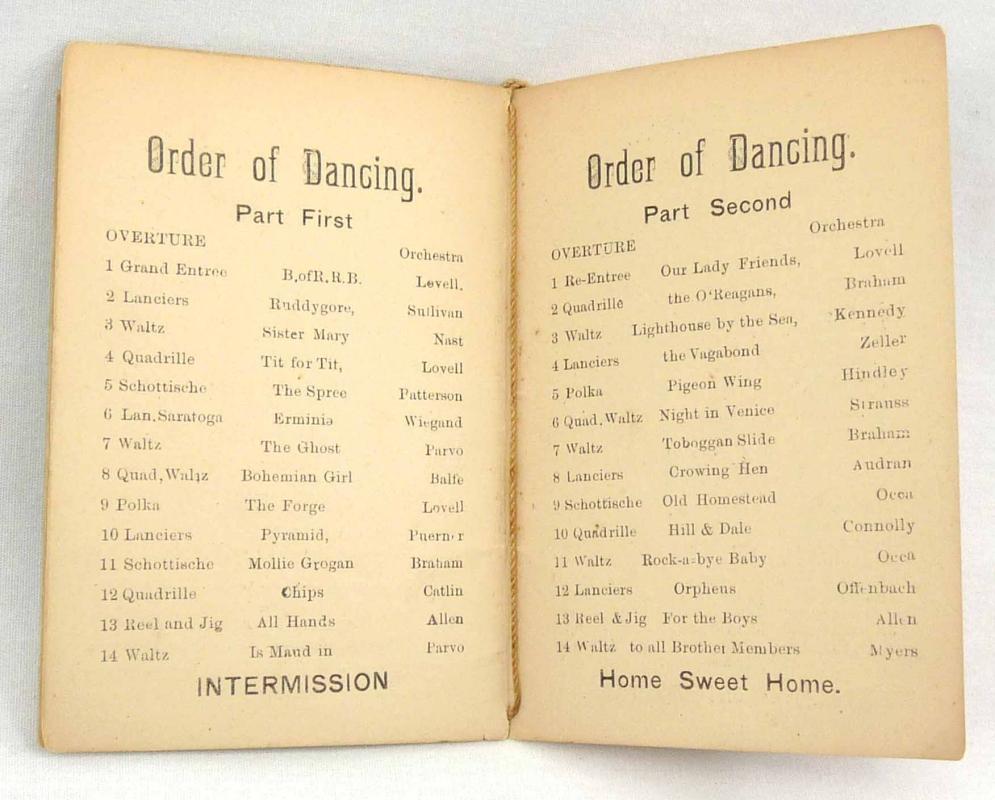 Order of Dancing.
Part First
OVERTURE Orchestra
1 Grand Entree B,ofR.R.B. Lovell.
2 Lanciers Ruddygore, Sullivan
3 Waltz Sister Mary Nast
4 Quadrille Tit for Tit, Lovell
5 Schottische The Spree Patterson
6 Lan.Saratoga Erminia Wiegand
7 Waltz The Ghost Parvo
8 Quad,Waltz Bohemian Girl Balfe
9 Polka The Forge Lovell
10 Lanciers Pyramid, Puerner
11 Schottische Mollie Grogan Braham
12 Quadrille Chips Catlin
13 Reel and Jig All Hands Allen
14 Waltz Is Maud in Parvo
INTERMISSION
Order of Dancing.
Part Second
OVERTURE Orchestra
1 Re-Entree Our Lady Friends, Lovell
2 Quadrille the O'Reagans, Braham
3 Waltz Lighthouse by the Sea, Kennedy
4 Lanciers the Vagabond Zeller
5 Polka Pigeon Wing Hindley
6 Quad. Waltz Night in Venice Strauss
7 Waltz Toboggan Slide Braham
8 Lanciers Crowing Hen Audran
9 Schottische Old Homestead Occa
10 Quadrille Hill & Dale Connolly
11 Waltz Rock-a-bye Baby Occa
12 Lanciers Orpheus Offenbach
13 Reel & Jig For the Boys Allen
14 Waltz to all Brother Members Myers
Home Sweet Home.